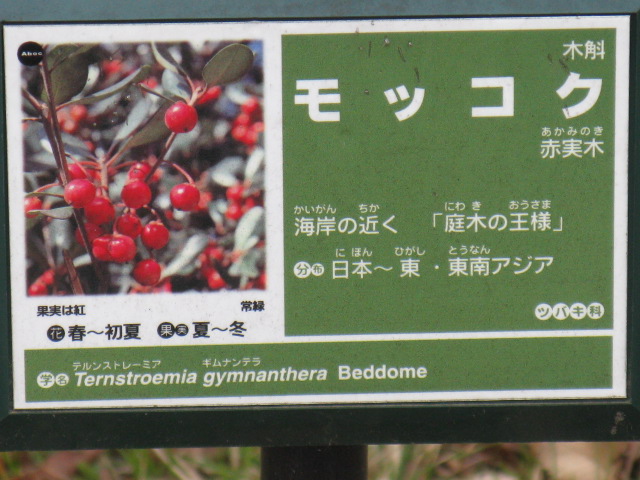 Aboc
木斛
モッコク
あかみのき
赤実木
かいがん ちか にわ き おうさま
海岸の近く 「庭木の王様」
に ほん ひがし とうなん
分布 日本～東・東南アジア
ツバキ科
果実は紅 常緑
花 春～初夏 果実 夏～冬
テルンストレーミア ギムナンテラ
学名 Ternstroemia gymnanthera Beddome